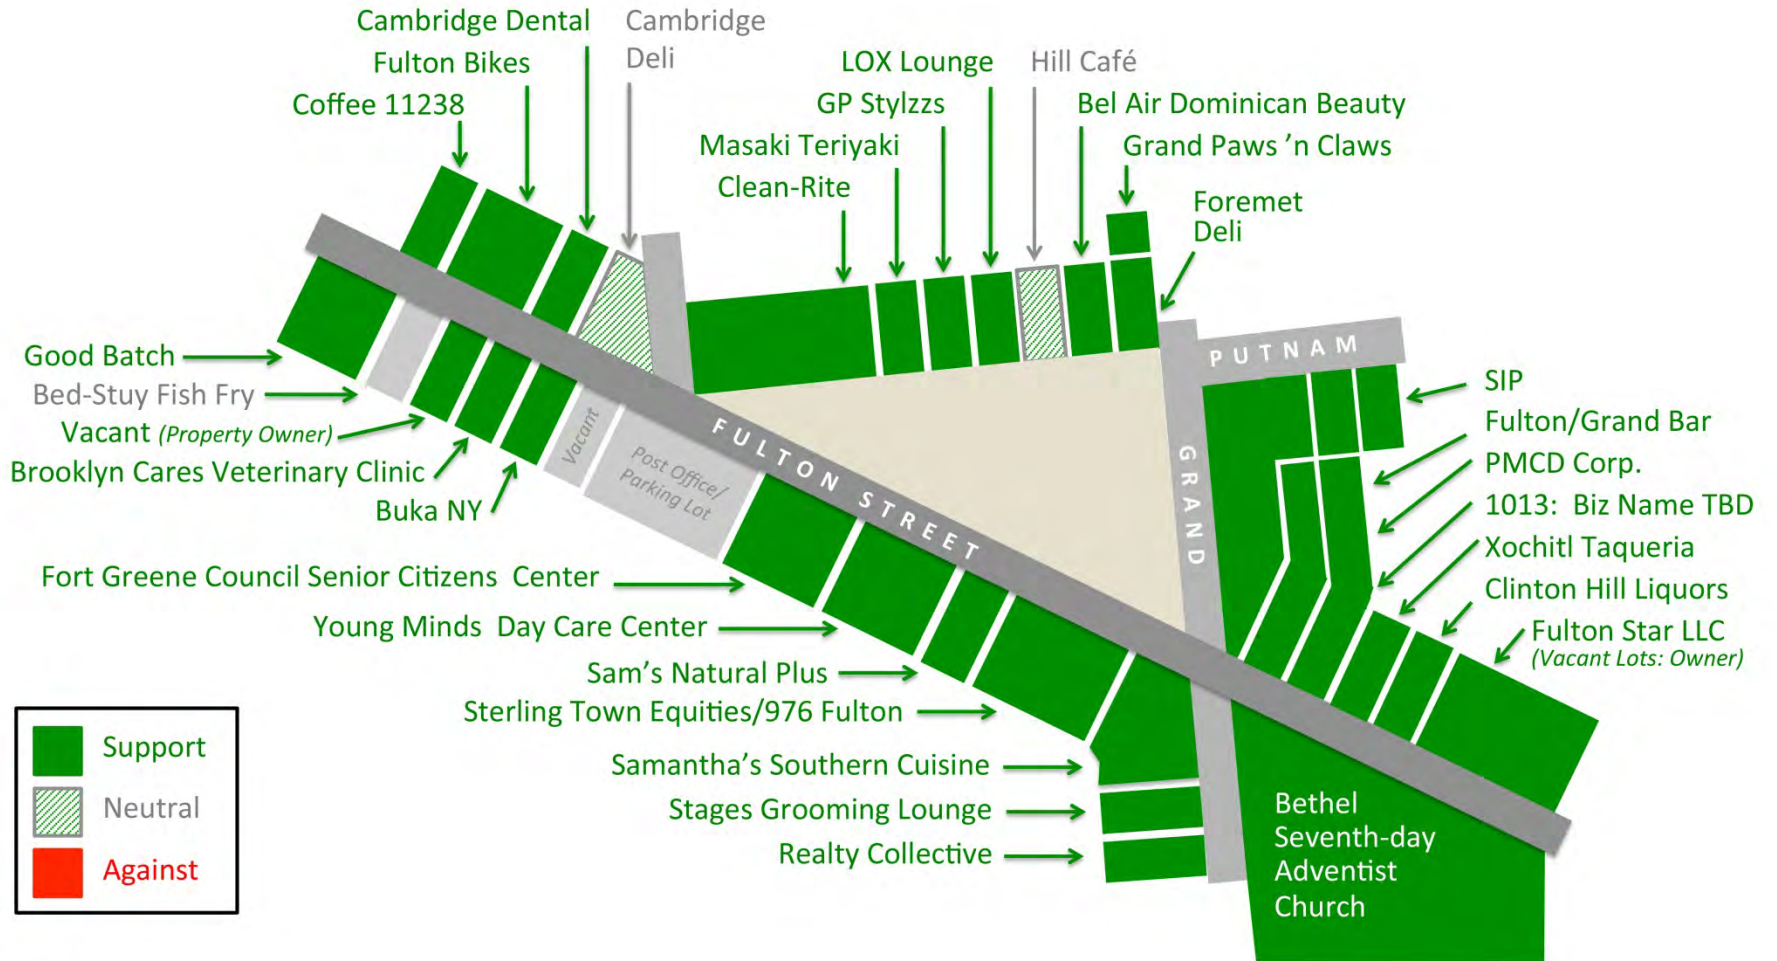 Cambridge Dental
Cambridge
Deli
Fulton Bikes
Coffee 11238
LOX Lounge
Hill Café
GP Stylzzs
Bel Air Dominican Beauty
Masaki Teriyaki
Grand Paws ’n Claws
Clean-Rite
Foremet
Deli
Good Batch
Bed-Stuy Fish Fry
Vacant (Property Owner)
Brooklyn Cares Veterinary Clinic
Buka NY
Vacant
Post Office/
Parking Lot
FULTON STREET
GRAND
PUTNAM
SIP
Fulton/Grand Bar
PMCD Corp.
1013: Biz Name TBD
Xochitl Taqueria
Clinton Hill Liquors
Fulton Star LLC
(Vacant Lots: Owner)
Fort Greene Council Senior Citizens Center
Young Minds Day Care Center
Sam’s Natural Plus
Sterling Town Equities/976 Fulton
Samantha’s Southern Cuisine
Stages Grooming Lounge
Realty Collective
Bethel
Seventh-day
Adventist
Church
Support
Neutral
Against